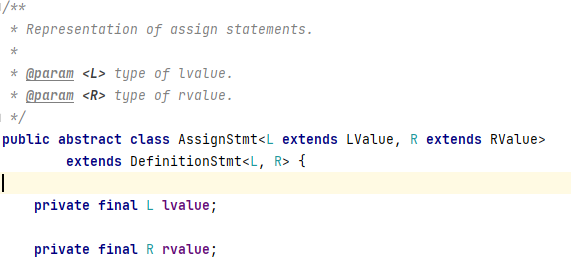 /**
 * Representation of assign statements.
 *
 * @param <L> type of lvalue.
 * @param <R> type of rvalue.
 */
public abstract class AssignStmt<L extends LValue, R extends RValue>
        extends DefinitionStmt<L, R> {
    private final L lvalue;
    private final R rvalue;